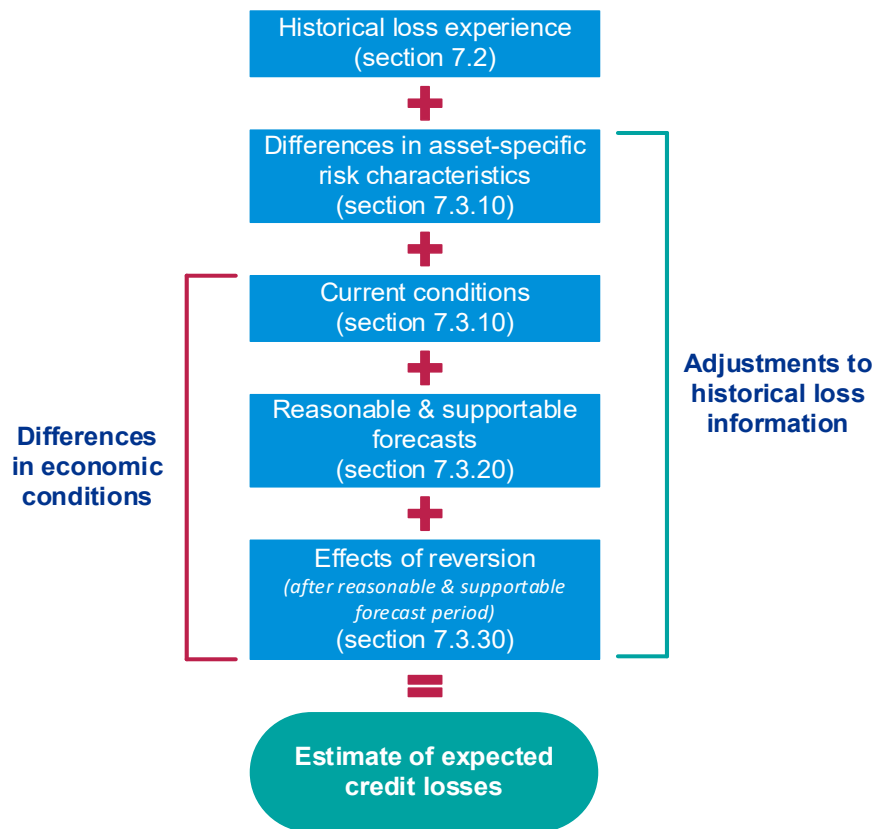 Historical loss experience
(section 7.2)
+
Differences in asset-specific
risk characteristics
(section 7.3.10)
+
Current conditions
(section 7.3.10)
+
Reasonable & supportable
forecasts
(section 7.3.20)
+
Effects of reversion
(after reasonable & supportable
forecast period)
(section 7.3.30)
=
Estimate of expected
credit losses
Differences
in economic
conditions
Adjustments to
historical loss
information